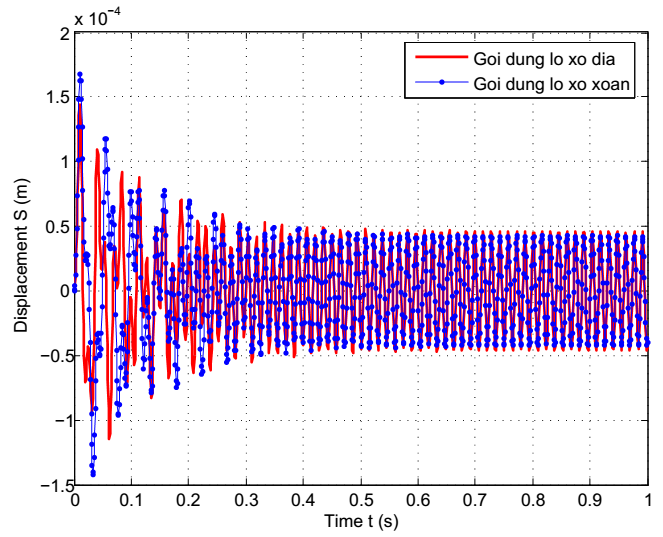 x 10⁻⁴
2
1.5
1
0.5
0
−0.5
−1
−1.5
Displacement S (m)
Goi dung lo xo dia
Goi dung lo xo xoan
0 0.1 0.2 0.3 0.4 0.5 0.6 0.7 0.8 0.9 1
Time t (s)